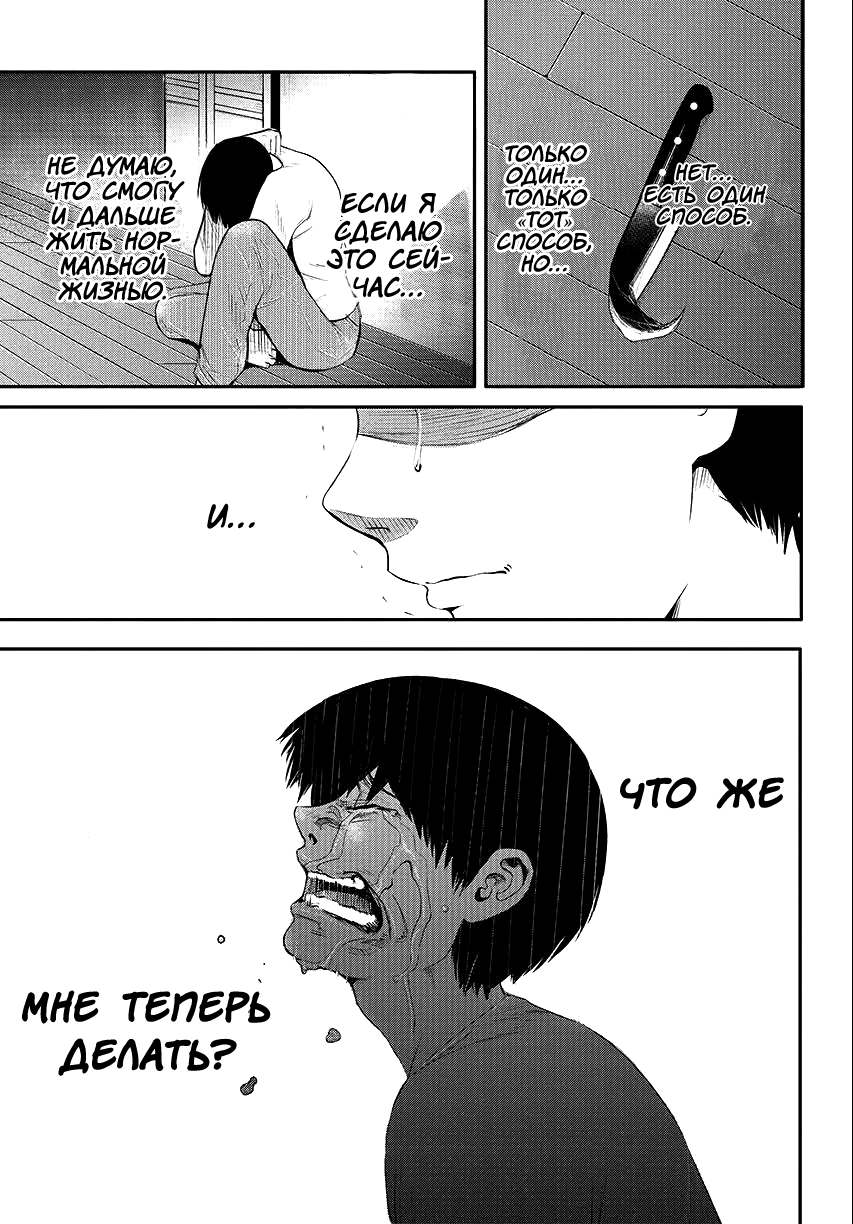 НЕТ...
ЕСТЬ ОДИН
СПОСОБ.
ТОЛЬКО
ОДИН...
ТОЛЬКО
«ТОТ»
СПОСОБ,
НО...
ЕСЛИ Я
СДЕЛАЮ
ЭТО СЕЙ-
ЧАС...
НЕ ДУМАЮ,
ЧТО СМОГУ
И ДАЛЬШЕ
ЖИТЬ НОР-
МАЛЬНОЙ
ЖИЗНЬЮ.
И...
ЧТО ЖЕ
МНЕ ТЕПЕРЬ
ДЕЛАТЬ?